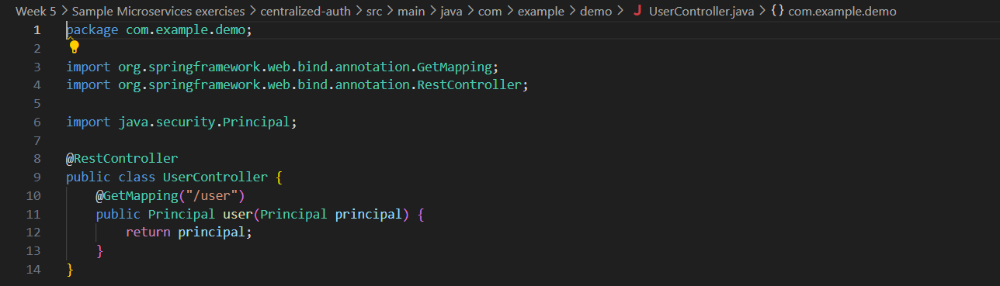 Week 5 > Sample Microservices exercises > centralized-auth > src > main > java > com > example > demo > J UserController.java > {} com.example.demo
1 package com.example.demo;
2
3 import org.springframework.web.bind.annotation.GetMapping;
4 import org.springframework.web.bind.annotation.RestController;
5
6 import java.security.Principal;
7
8 @RestController
9 public class UserController {
10 @GetMapping("/user")
11 public Principal user(Principal principal) {
12 return principal;
13 }
14 }